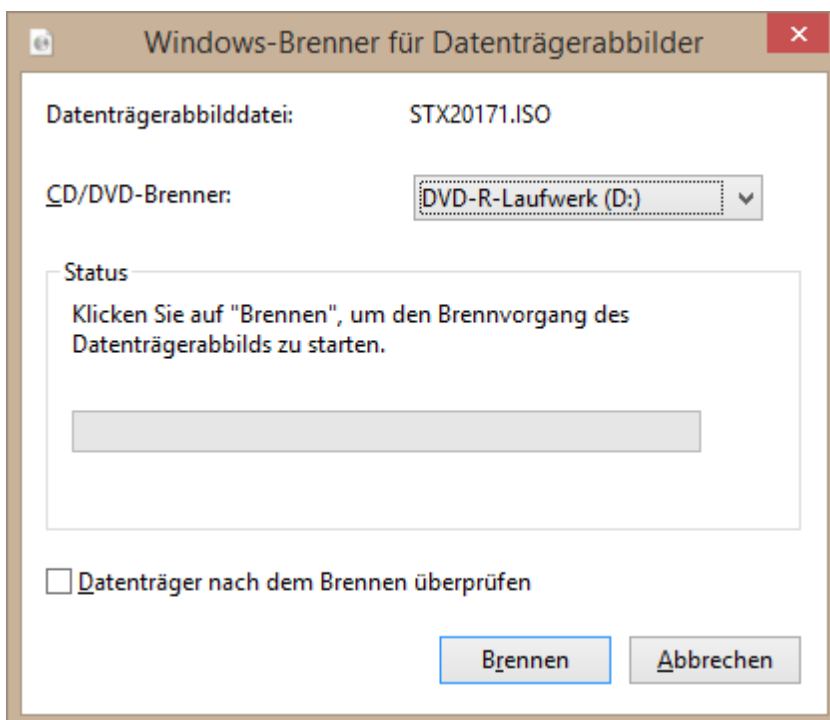 Windows-Brenner für Datenträgerabbilder
Datenträgerabbilddatei: STX20171.ISO
CD/DVD-Brenner: DVD-R-Laufwerk (D:)
Status
Klicken Sie auf "Brennen", um den Brennvorgang des
Datenträgerabbilds zu starten.
Datenträger nach dem Brennen überprüfen
Brennen Abbrechen